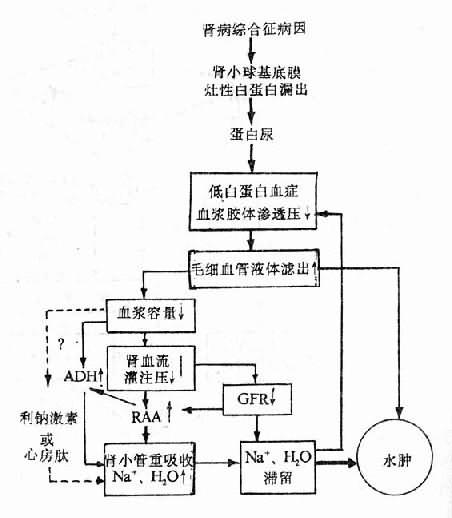 肾病综合征病因
肾小球基底膜
灶性白蛋白漏出
蛋白尿
低白蛋白血症
血浆胶体渗透压↓
毛细血管液体滤出↑
血浆容量↓
?
肾血流
灌注压↓
ADH↑
RAA↑
GFR↓
利钠激素
或
心房肽
肾小管重吸收
Na⁺、H₂O↑
Na⁺、H₂O
滞留
水肿